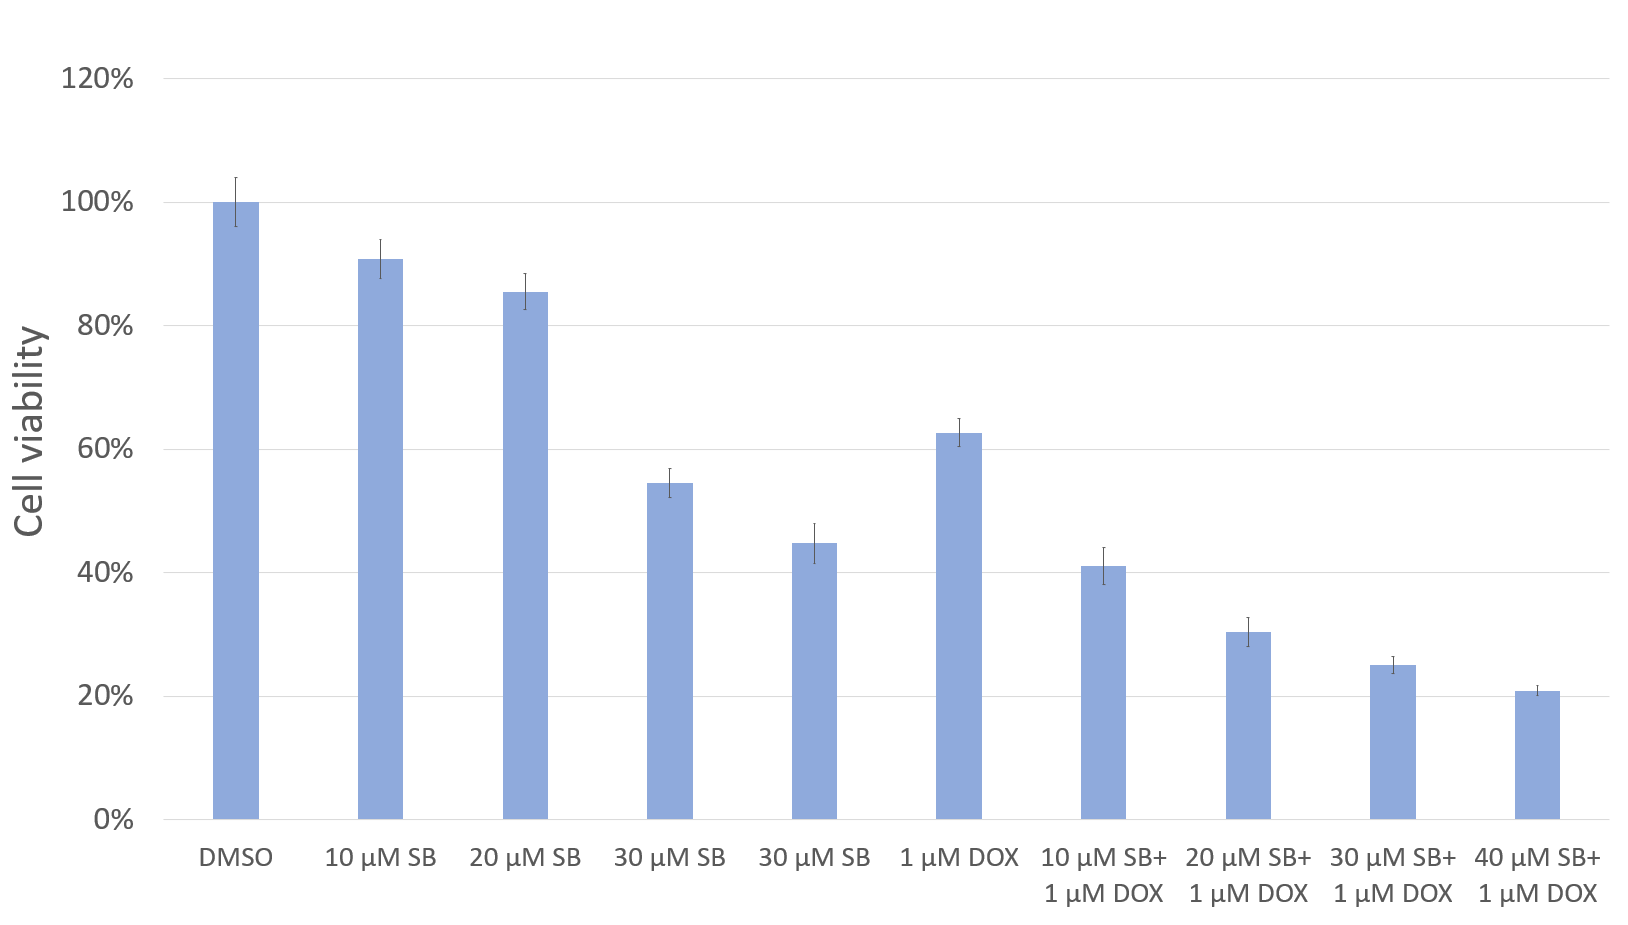 120%
100%
80%
60%
40%
20%
0%
Cell viability
DMSO
10 µM SB
20 µM SB
30 µM SB
30 µM SB
1 µM DOX
10 µM SB+
1 µM DOX
20 µM SB+
1 µM DOX
30 µM SB+
1 µM DOX
40 µM SB+
1 µM DOX